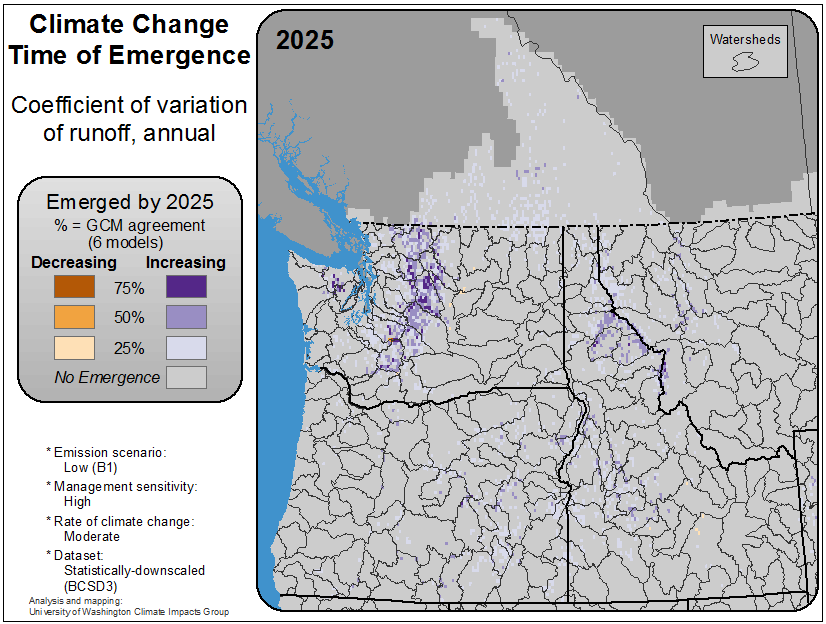 Climate Change
Time of Emergence
Coefficient of variation
of runoff, annual
Emerged by 2025
% = GCM agreement
(6 models)
Decreasing Increasing
75%
50%
25%
No Emergence
* Emission scenario:
Low (B1)
* Management sensitivity:
High
* Rate of climate change:
Moderate
* Dataset:
Statistically-downscaled
(BCSD3)
Analysis and mapping:
University of Washington Climate Impacts Group
2025
Watersheds